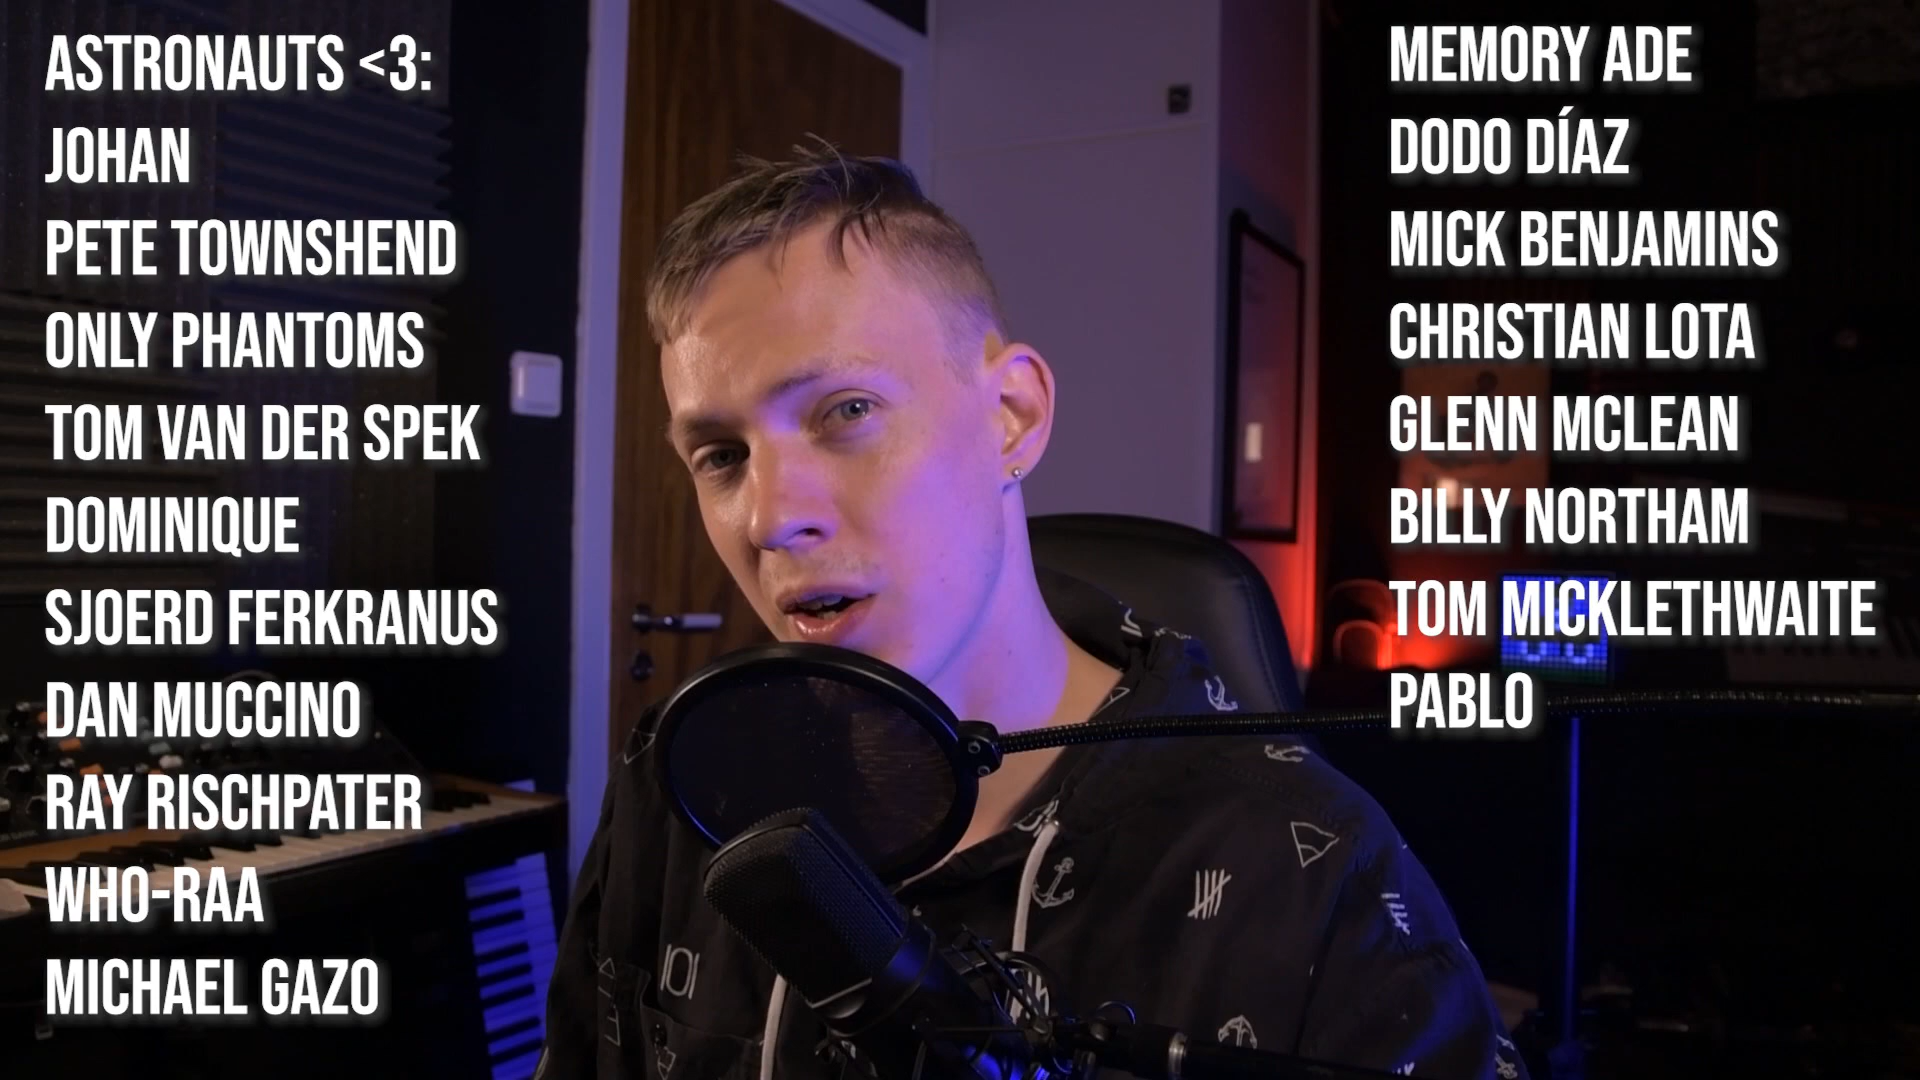 ASTRONAUTS <3:
JOHAN
PETE TOWNSHEND
ONLY PHANTOMS
TOM VAN DER SPEK
DOMINIQUE
SJOERD FERKRANUS
DAN MUCCINO
RAY RISCHPATER
WHO-RAA
MICHAEL GAZO
MEMORY ADE
DODO DÍAZ
MICK BENJAMINS
CHRISTIAN LOTA
GLENN MCLEAN
BILLY NORTHAM
TOM MICKLETHWAITE
PABLO